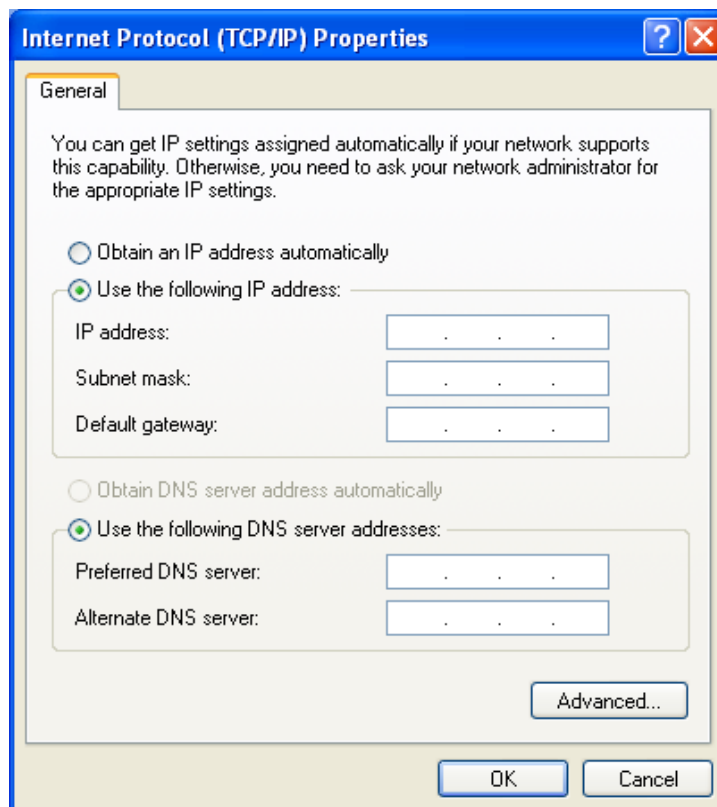 Internet Protocol (TCP/IP) Properties
General
You can get IP settings assigned automatically if your network supports
this capability. Otherwise, you need to ask your network administrator for
the appropriate IP settings.
Obtain an IP address automatically
Use the following IP address:
IP address: . . .
Subnet mask: . . .
Default gateway: . . .
Obtain DNS server address automatically
Use the following DNS server addresses:
Preferred DNS server: . . .
Alternate DNS server: . . .
Advanced...
OK Cancel